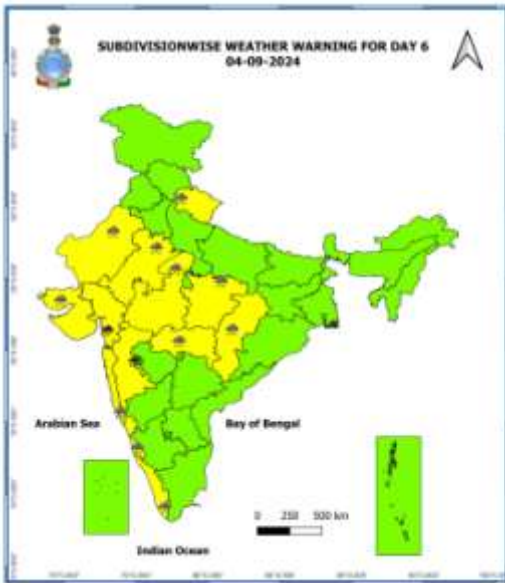 SUBDIVISIONWISE WEATHER WARNING FOR DAY 6
04-09-2024
Arabian Sea
Bay of Bengal
0 250 500 km
Indian Ocean